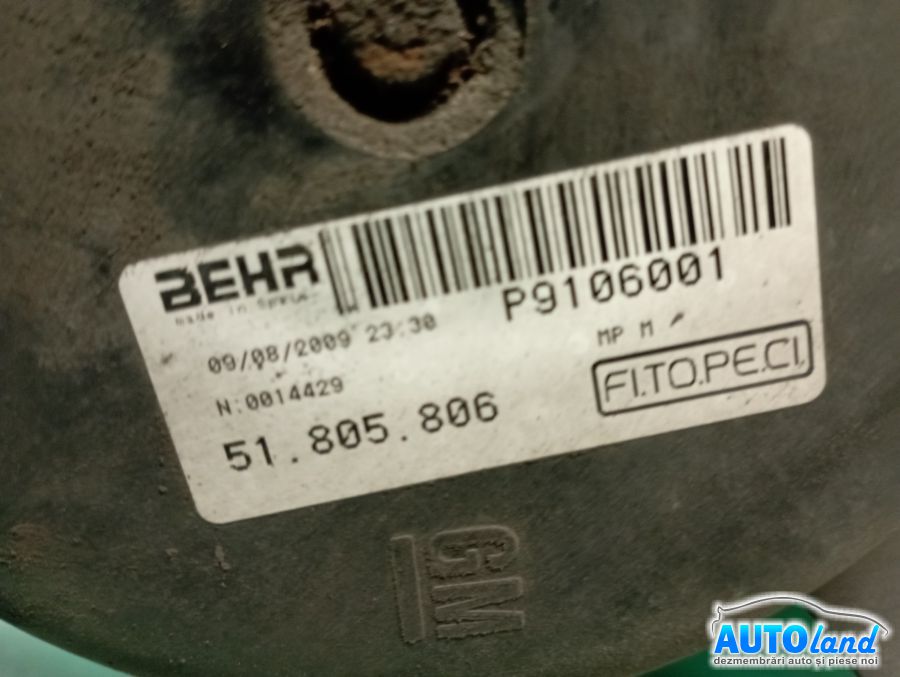 BEHR
made in Spain
P9106001
09/08/2009 23:30
MP M
N:0014429
FI.TO.PE.CI.
51.805.806
GM
AUTOland
dezmembrări auto și piese noi